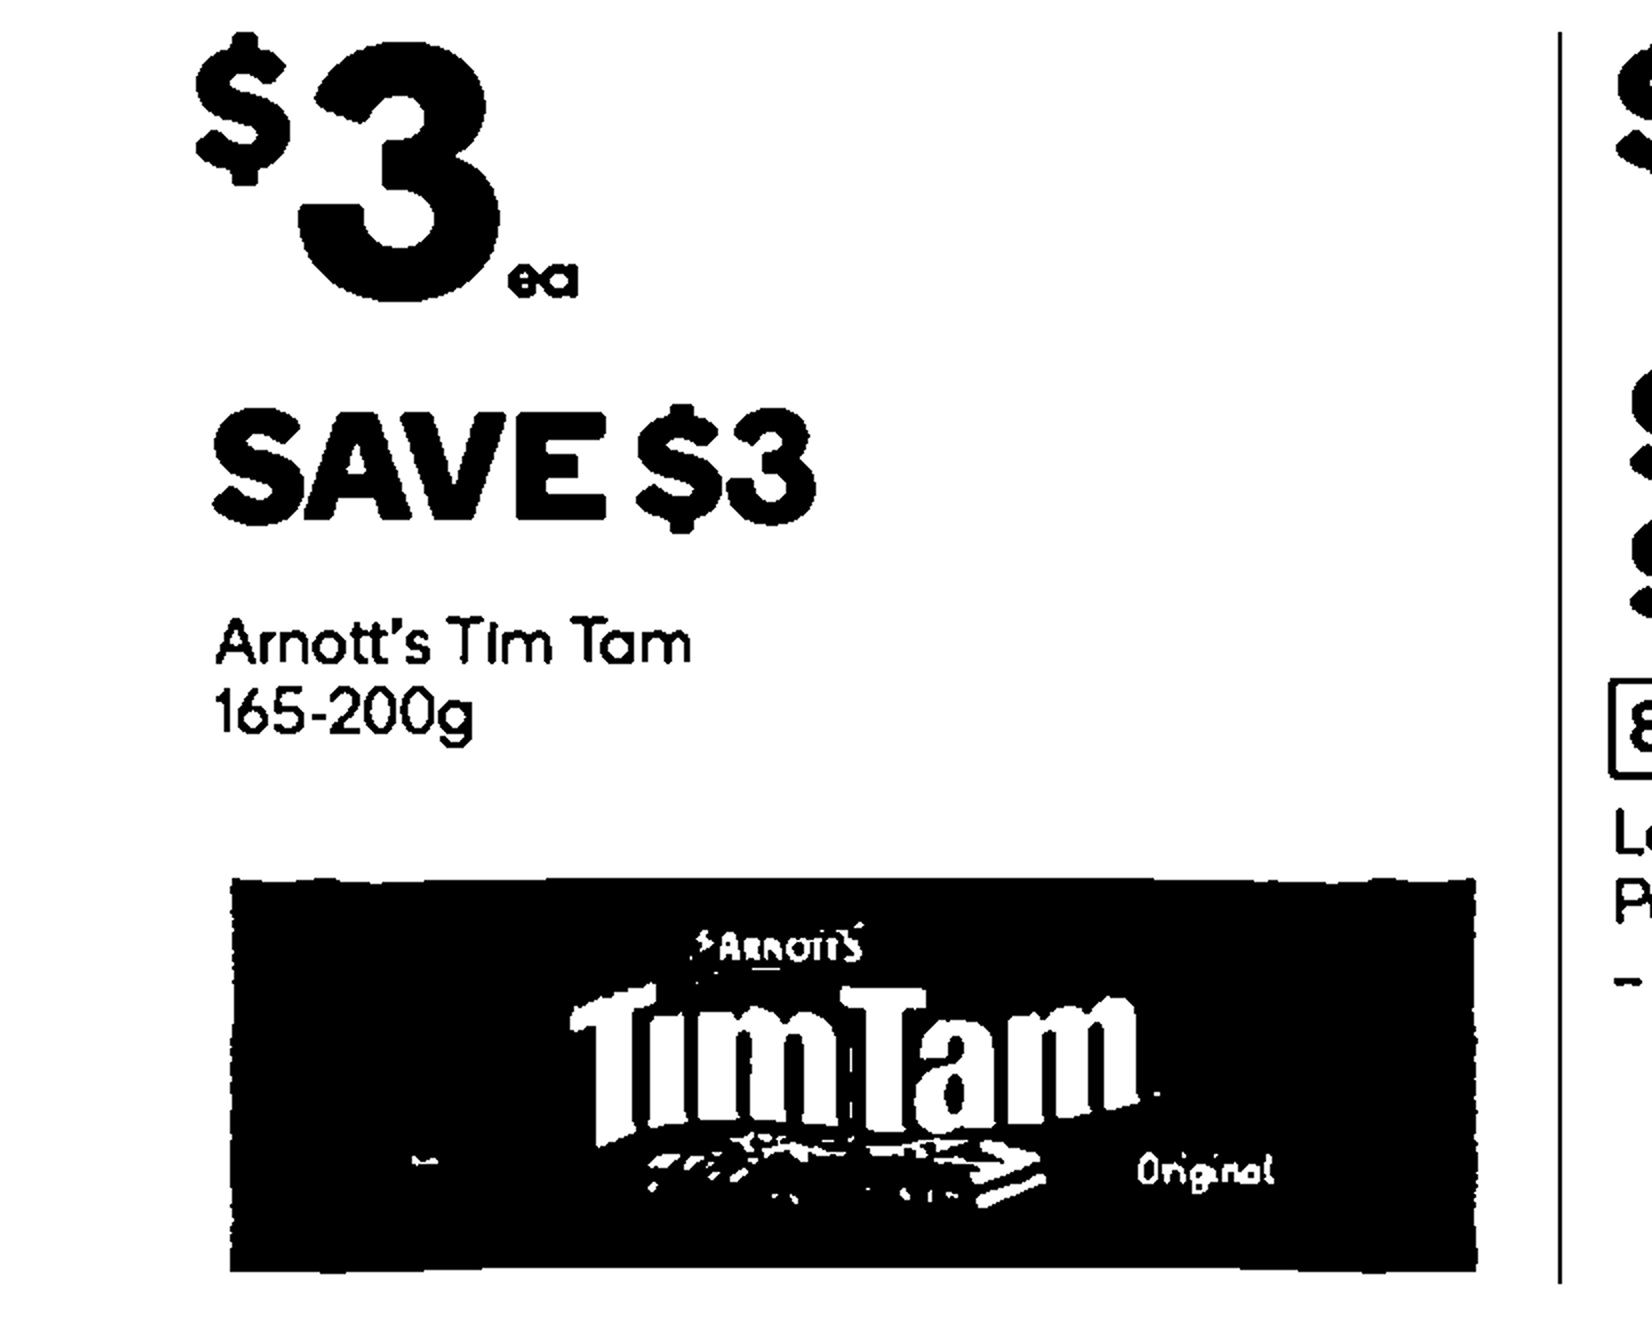 $3 ea
SAVE $3
Arnott's Tim Tam
165-200g
ARNOTT'S
TimTam
Original